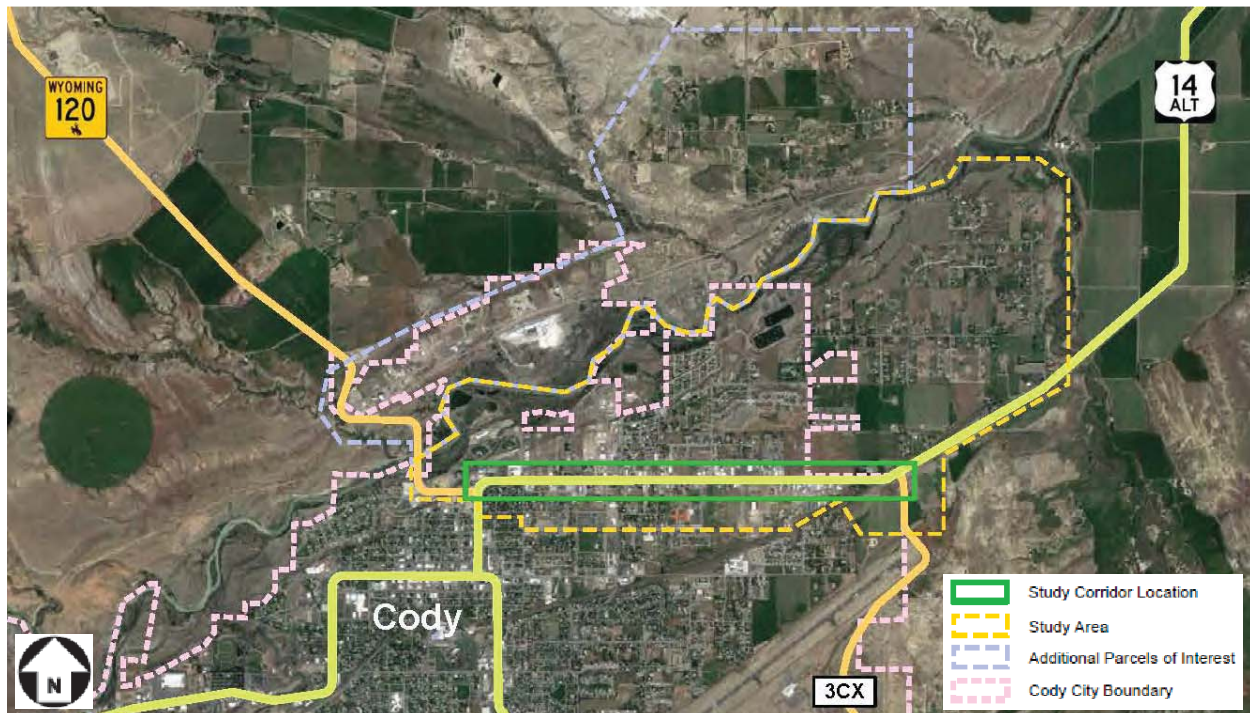 WYOMING
120
14
ALT
Cody
N
3CX
Study Corridor Location
Study Area
Additional Parcels of Interest
Cody City Boundary